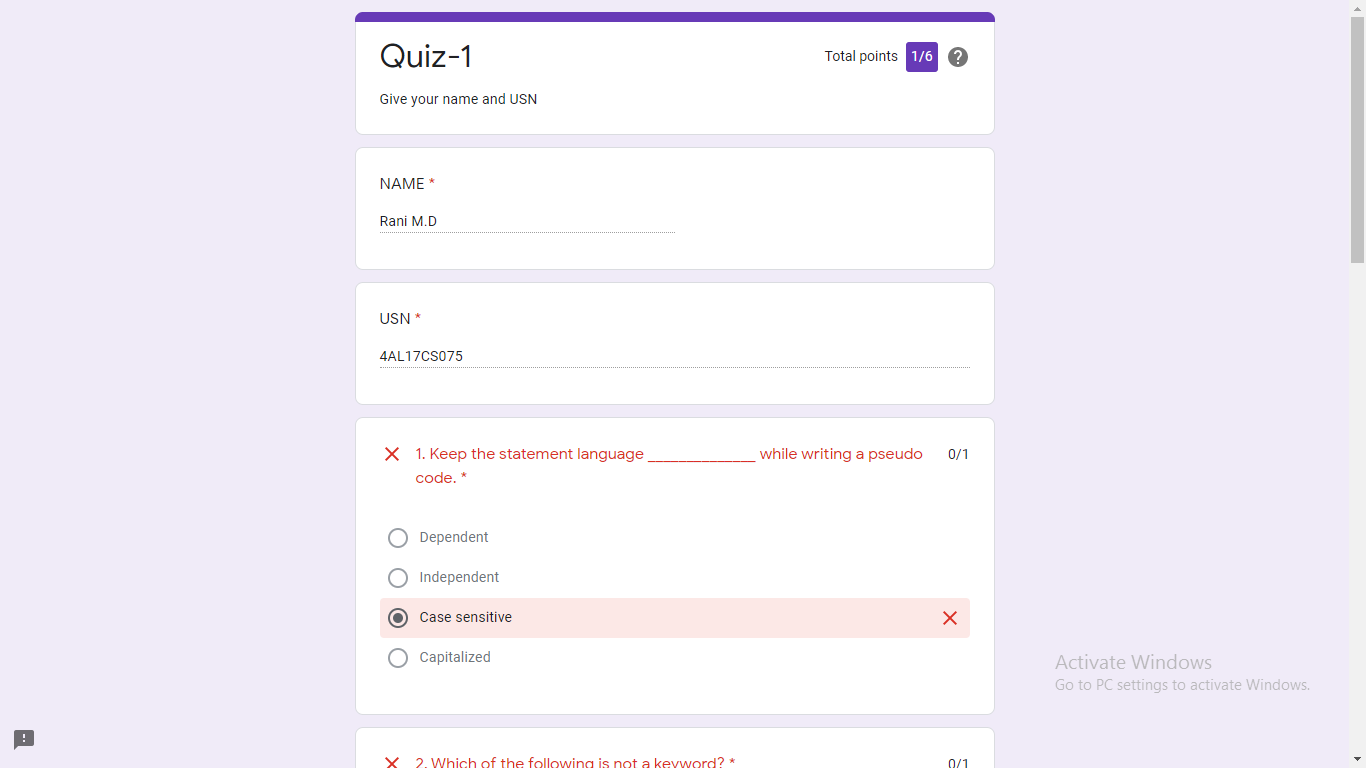 Quiz-1
Total points 1/6
Give your name and USN
NAME *
Rani M.D
USN *
4AL17CS075
1. Keep the statement language ______________ while writing a pseudo 0/1
code. *
Dependent
Independent
Case sensitive
Capitalized
Activate Windows
Go to PC settings to activate Windows.
2. Which of the following is not a keyword? * 0/1